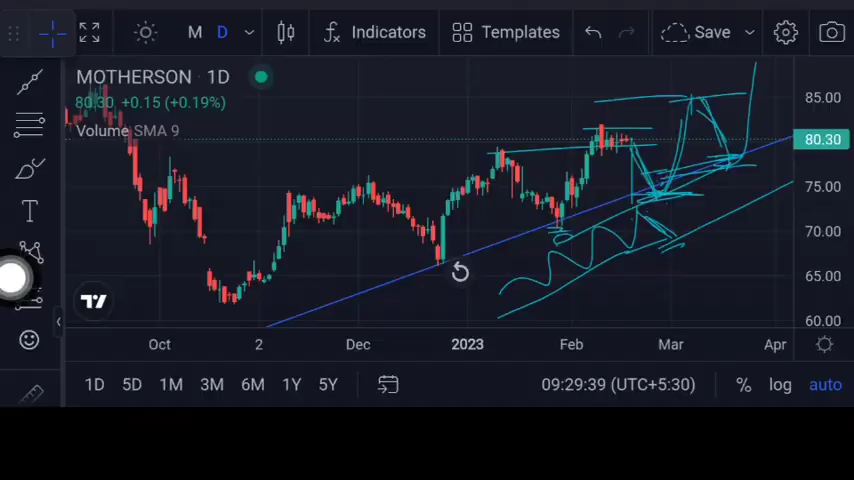 M D Indicators Templates Save
MOTHERSON · 1D
80.30 +0.15 (+0.19%)
Volume SMA 9
85.00
80.30
75.00
70.00
65.00
60.00
Oct 2 Dec 2023 Feb Mar Apr
1D 5D 1M 3M 6M 1Y 5Y 09:29:39 (UTC+5:30) % log auto